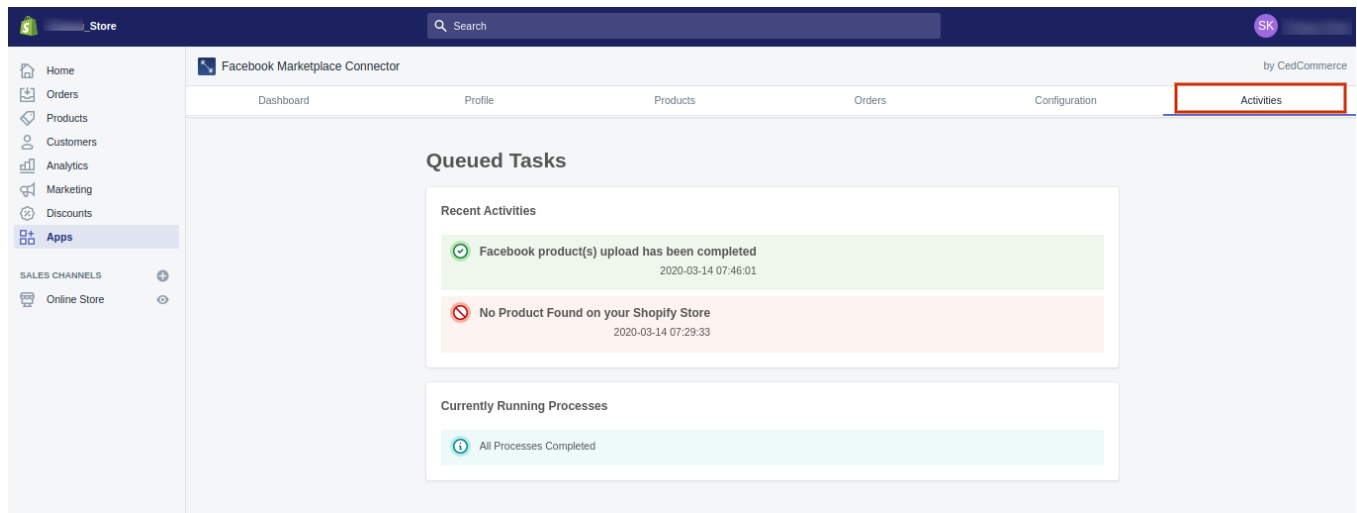 _Store
Search
SK
Home
Orders
Products
Customers
Analytics
Marketing
Discounts
Apps
SALES CHANNELS
Online Store
Facebook Marketplace Connector
by CedCommerce
Dashboard Profile Products Orders Configuration Activities
Queued Tasks
Recent Activities
Facebook product(s) upload has been completed
2020-03-14 07:46:01
No Product Found on your Shopify Store
2020-03-14 07:29:33
Currently Running Processes
All Processes Completed